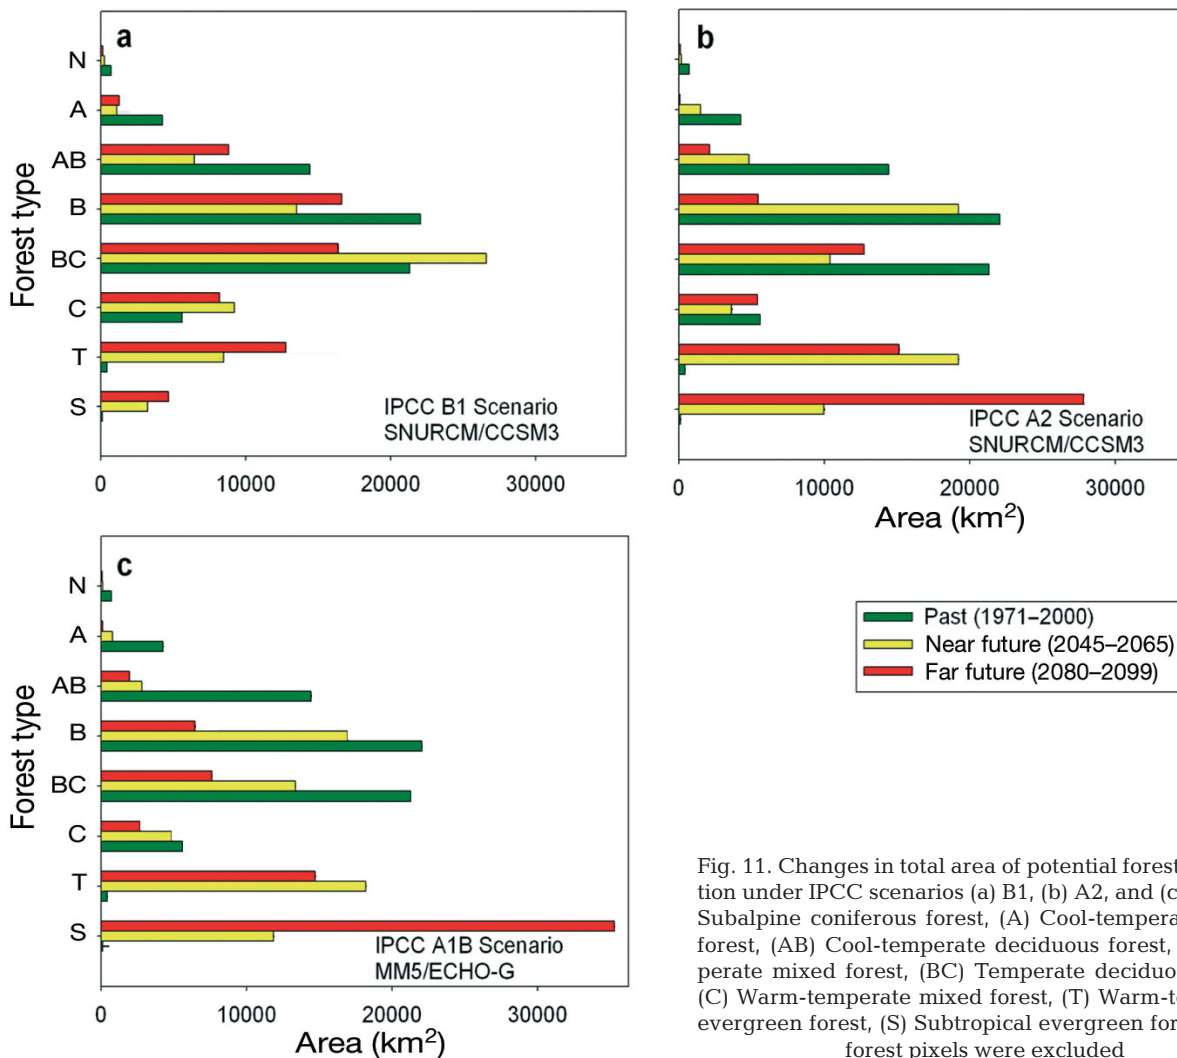 a
N
A
AB
B
BC
C
T
S
Forest type
IPCC B1 Scenario
SNURCM/CCSM3
0 10000 20000 30000
b
IPCC A2 Scenario
SNURCM/CCSM3
0 10000 20000 30000
Area (km²)
c
N
A
AB
B
BC
C
T
S
Forest type
IPCC A1B Scenario
MM5/ECHO-G
0 10000 20000 30000
Area (km²)
Past (1971–2000)
Near future (2045–2065)
Far future (2080–2099)
Fig. 11. Changes in total area of potential forest
tion under IPCC scenarios (a) B1, (b) A2, and (c
Subalpine coniferous forest, (A) Cool-tempera
forest, (AB) Cool-temperate deciduous forest,
perate mixed forest, (BC) Temperate deciduo
(C) Warm-temperate mixed forest, (T) Warm-t
evergreen forest, (S) Subtropical evergreen for
forest pixels were excluded